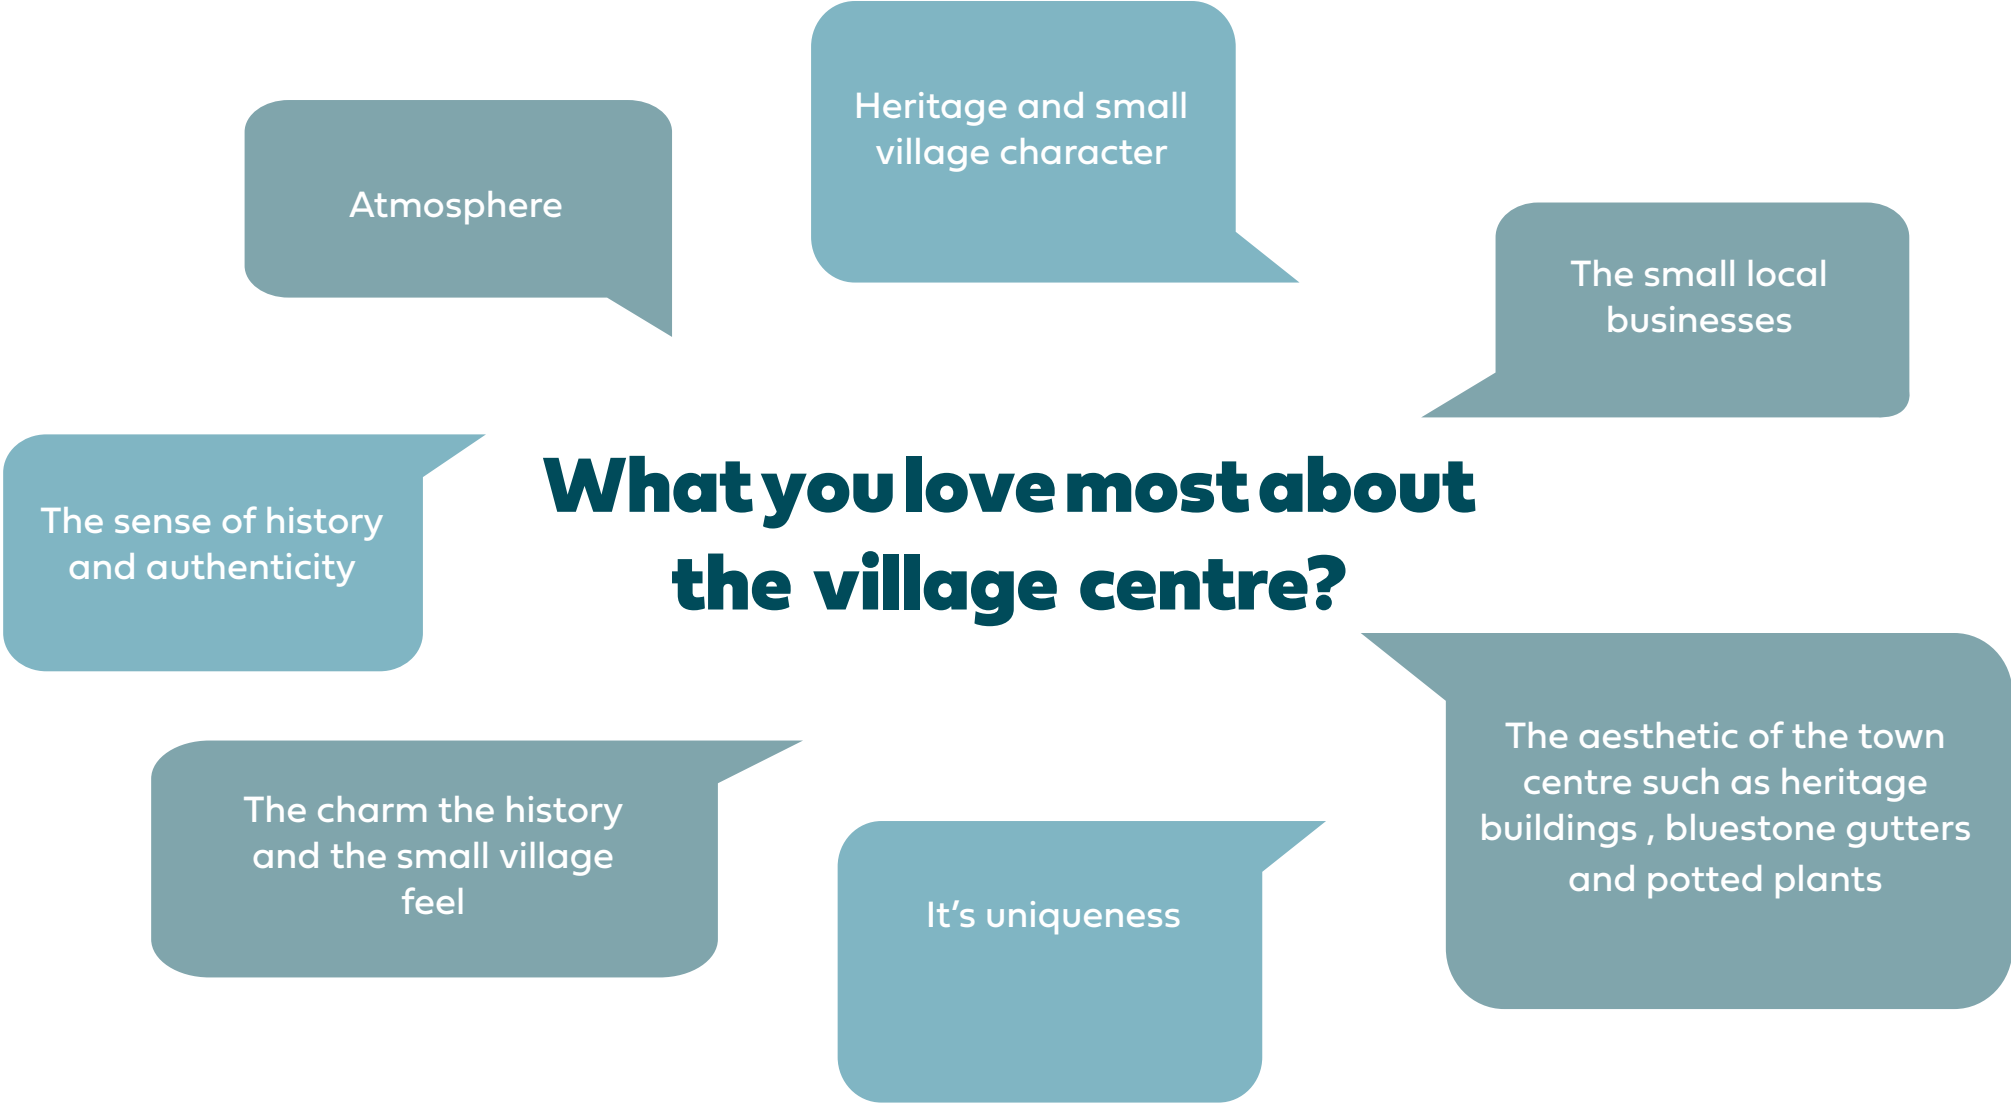 Heritage and small
village character
Atmosphere
The small local
businesses
What you love most about
the village centre?
The sense of history
and authenticity
The aesthetic of the town
centre such as heritage
buildings , bluestone gutters
and potted plants
The charm the history
and the small village
feel
It’s uniqueness